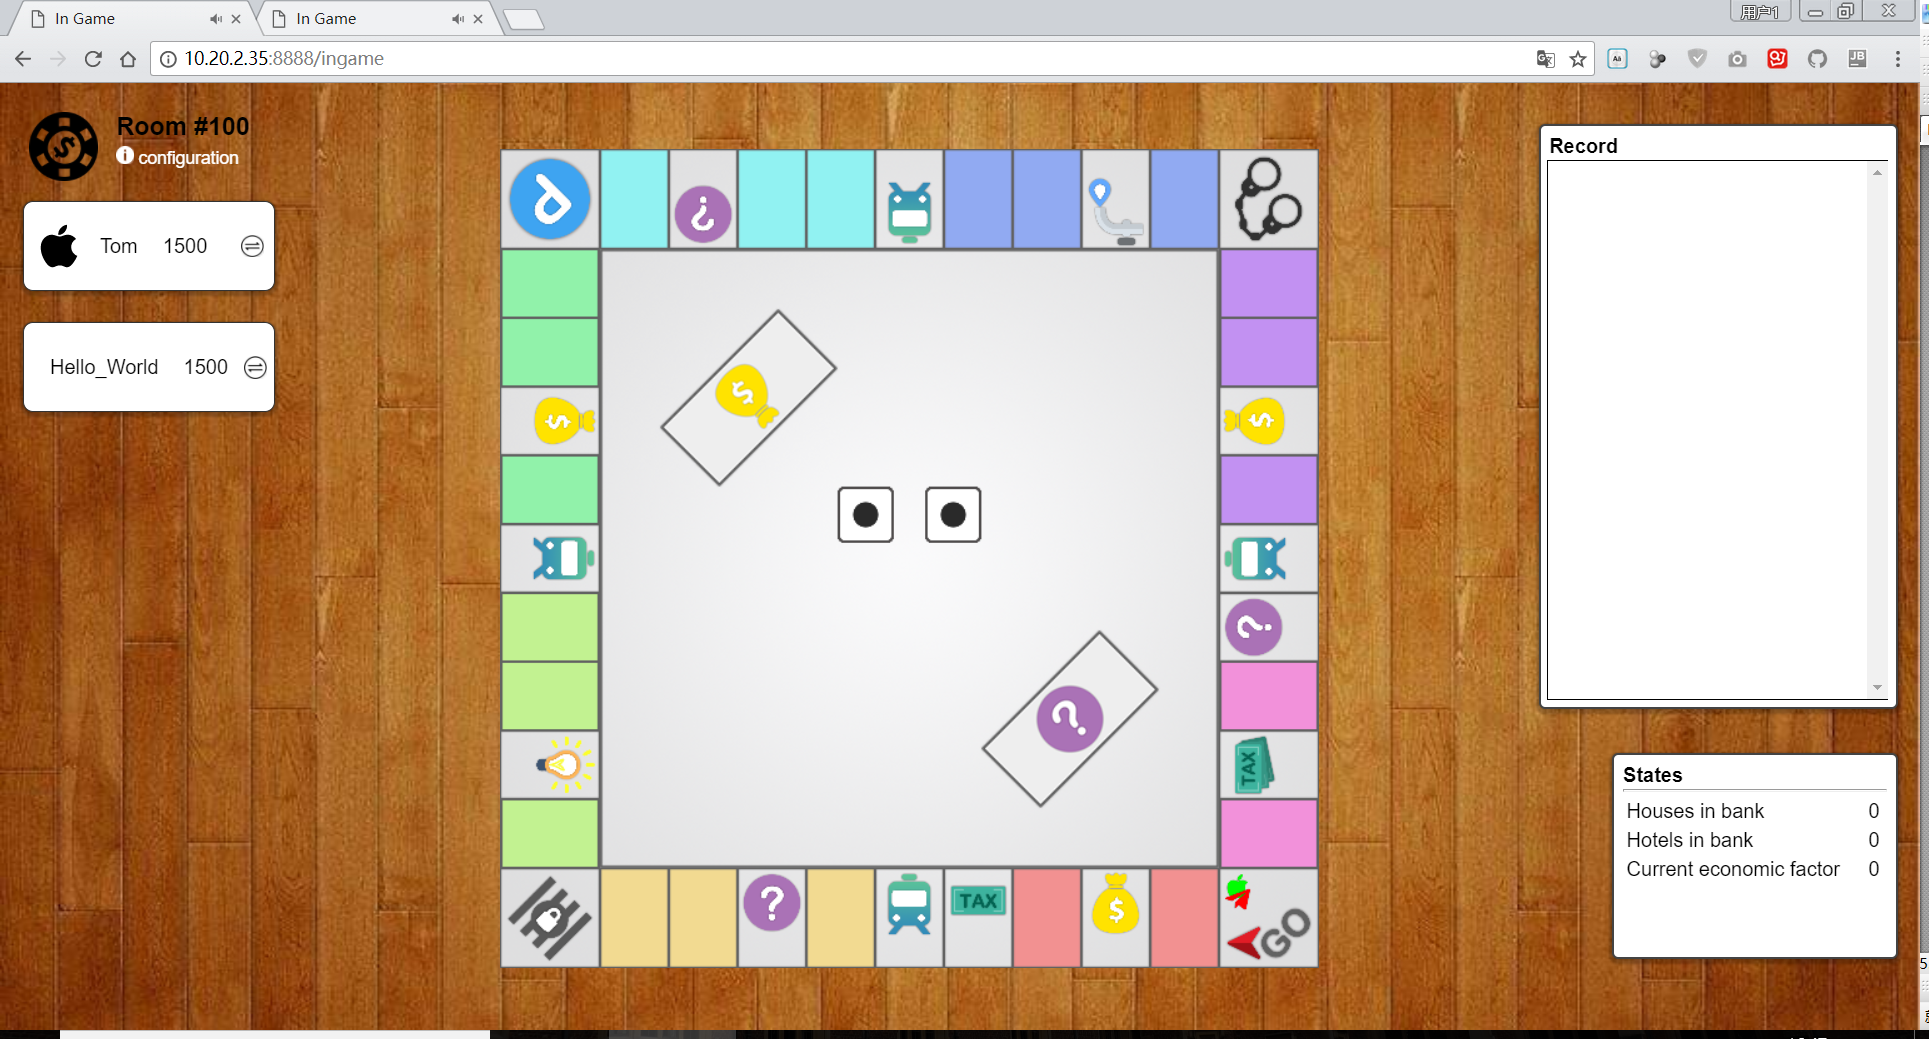 In Game
In Game
用户1
10.20.2.35:8888/ingame
Room #100
configuration
Tom 1500
Hello_World 1500
Record
TAX
TAX
GO
States
Houses in bank 0
Hotels in bank 0
Current economic factor 0